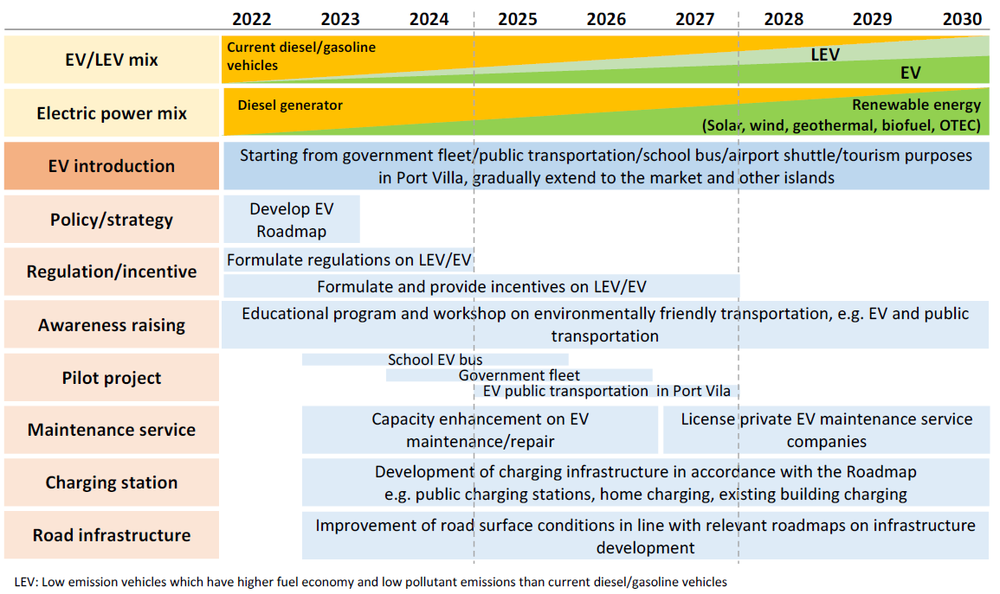 2022 2023 2024 2025 2026 2027 2028 2029 2030
EV/LEV mix
Current diesel/gasoline
vehicles
LEV
EV
Electric power mix
Diesel generator
Renewable energy
(Solar, wind, geothermal, biofuel, OTEC)
EV introduction
Starting from government fleet/public transportation/school bus/airport shuttle/tourism purposes
in Port Villa, gradually extend to the market and other islands
Policy/strategy
Develop EV
Roadmap
Regulation/incentive
Formulate regulations on LEV/EV
Formulate and provide incentives on LEV/EV
Awareness raising
Educational program and workshop on environmentally friendly transportation, e.g. EV and public
transportation
Pilot project
School EV bus
Government fleet
EV public transportation in Port Vila
Maintenance service
Capacity enhancement on EV
maintenance/repair
License private EV maintenance service
companies
Charging station
Development of charging infrastructure in accordance with the Roadmap
e.g. public charging stations, home charging, existing building charging
Road infrastructure
Improvement of road surface conditions in line with relevant roadmaps on infrastructure
development
LEV: Low emission vehicles which have higher fuel economy and low pollutant emissions than current diesel/gasoline vehicles